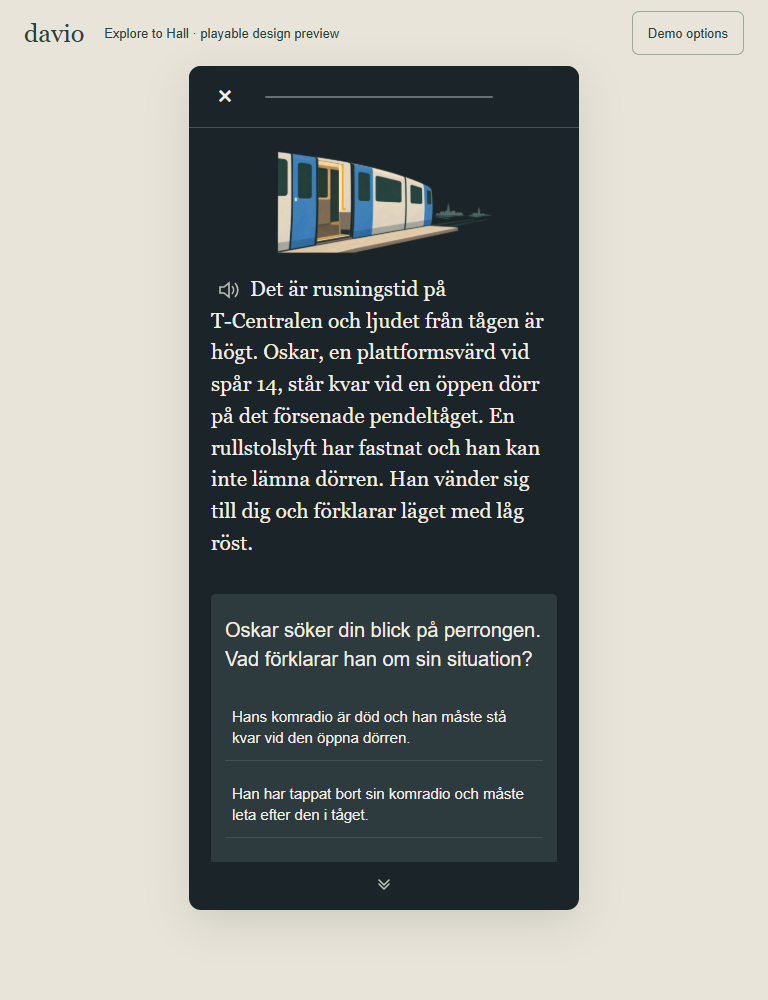 davio
Explore to Hall · playable design preview
Demo options
Det är rusningstid på
T-Centralen och ljudet från tågen är
högt. Oskar, en plattformsvärd vid
spår 14, står kvar vid en öppen dörr
på det försenade pendeltåget. En
rullstolslyft har fastnat och han kan
inte lämna dörren. Han vänder sig
till dig och förklarar läget med låg
röst.
Oskar söker din blick på perrongen.
Vad förklarar han om sin situation?
Hans komradio är död och han måste stå
kvar vid den öppna dörren.
Han har tappat bort sin komradio och måste
leta efter den i tåget.